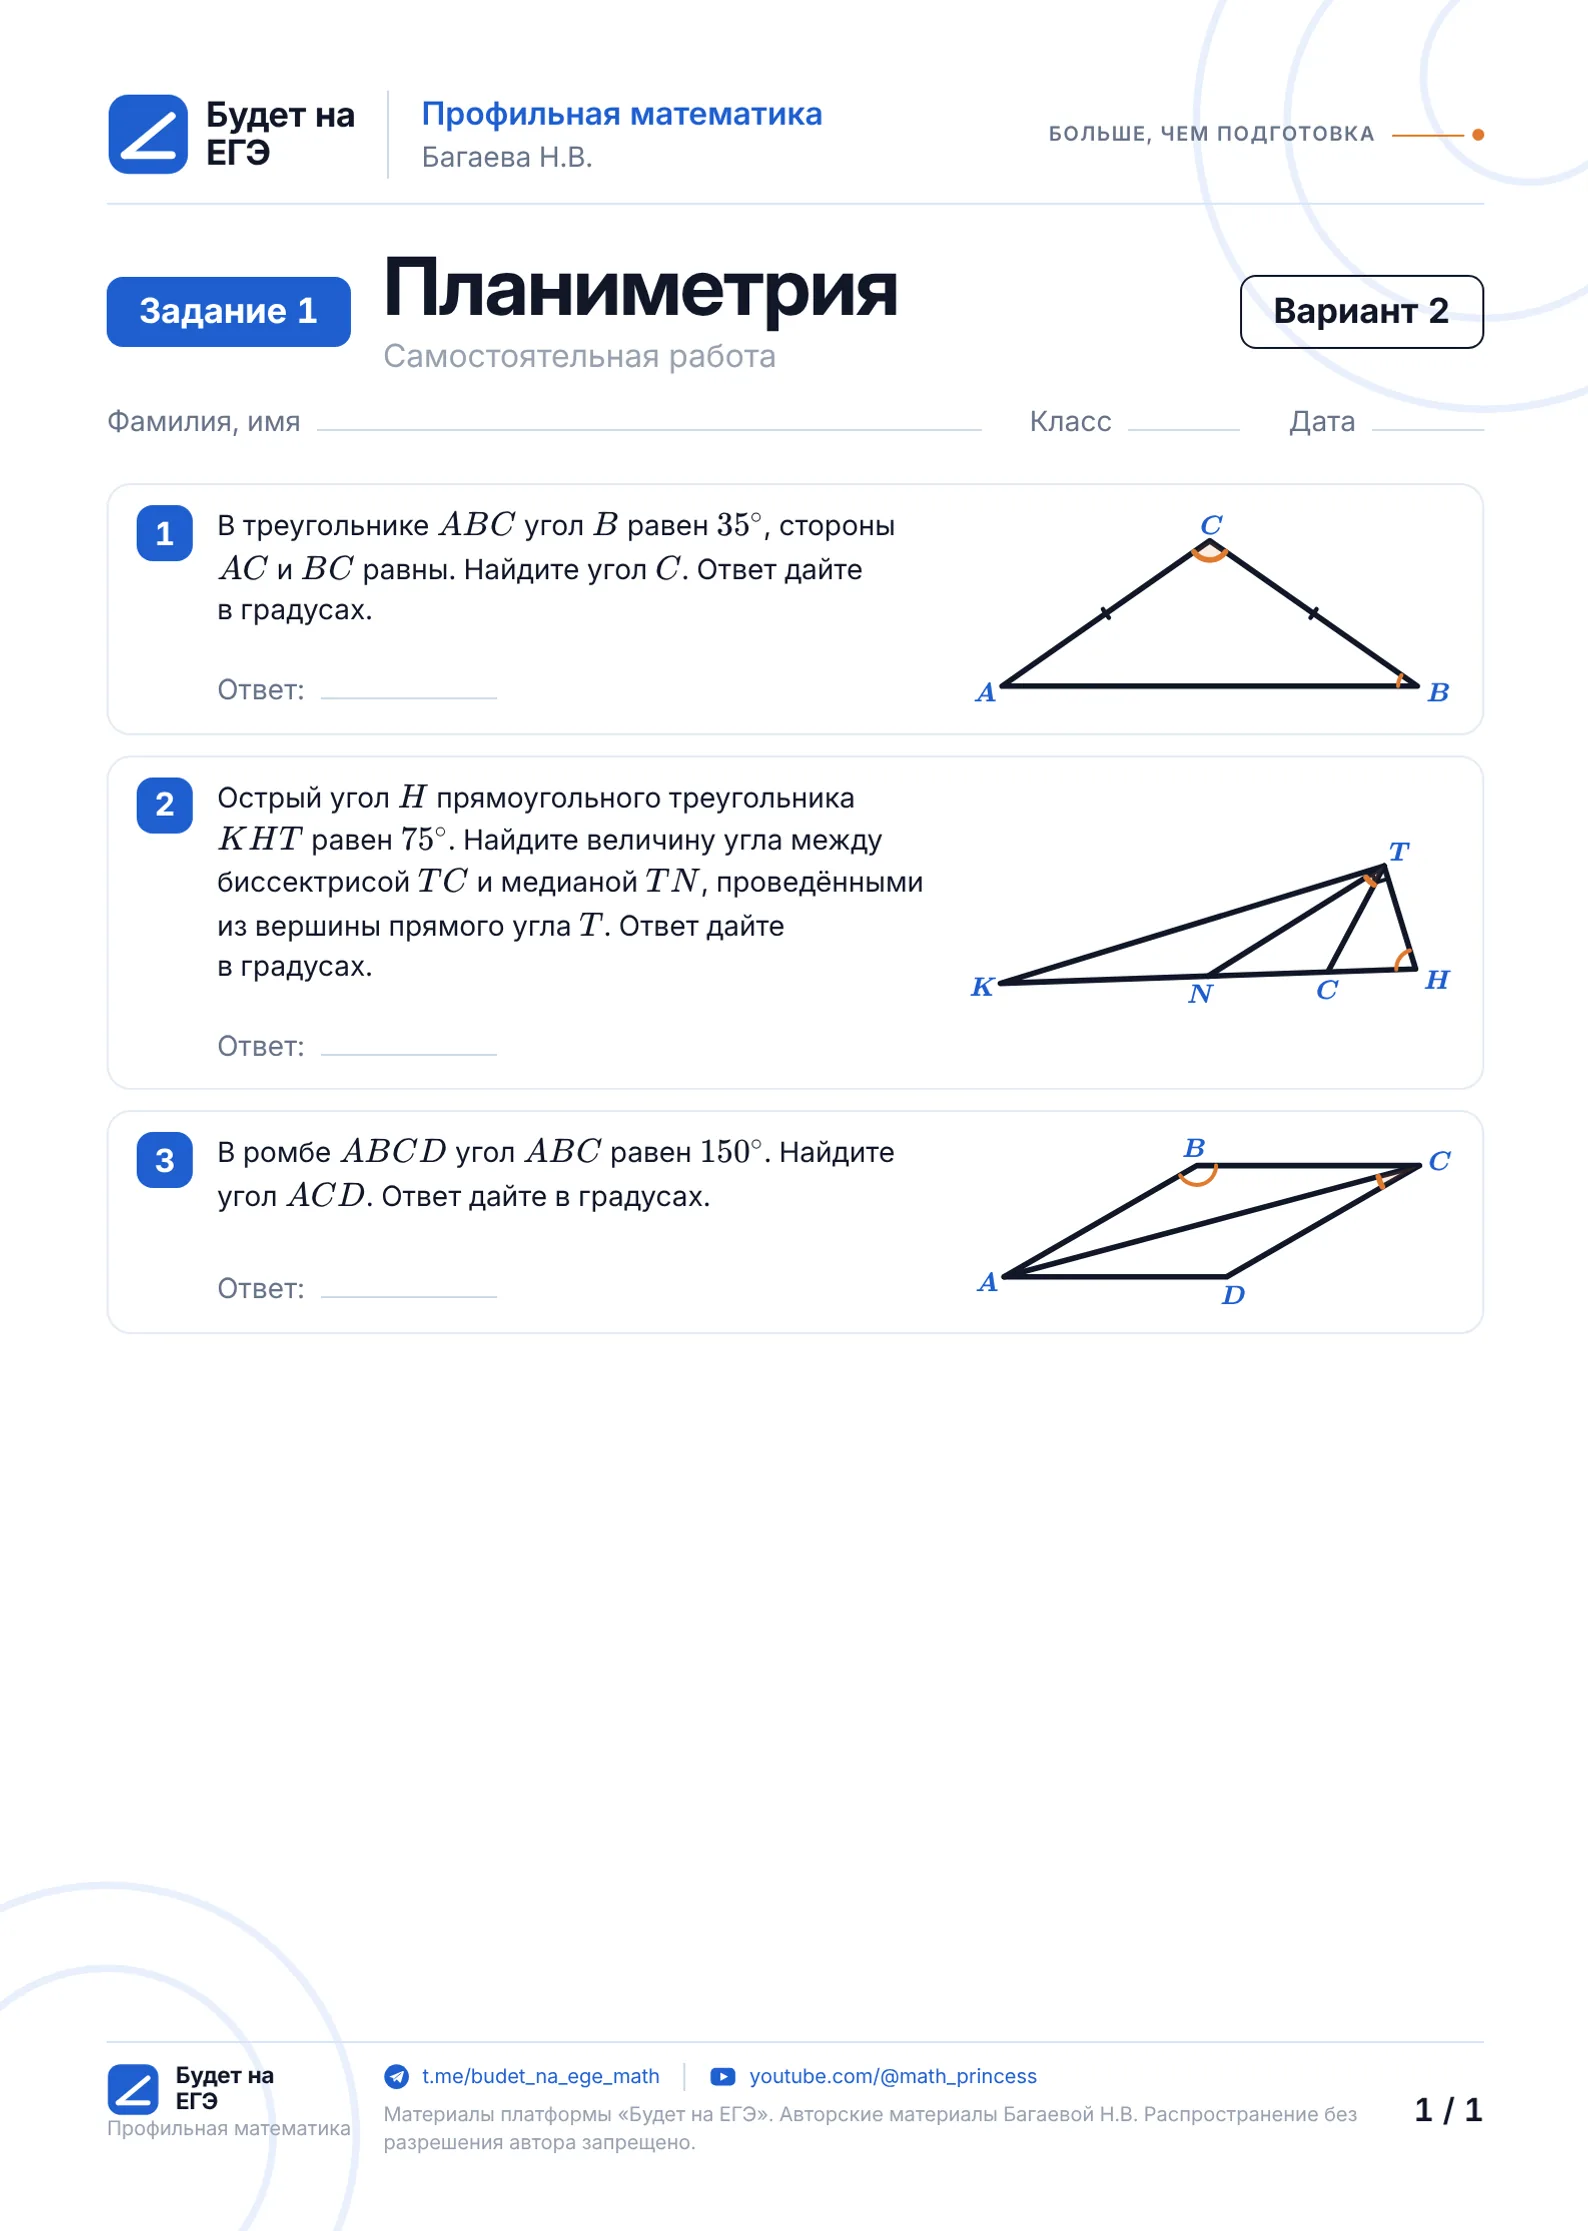 Будет на
ЕГЭ
Профильная математика
Багаева Н.В.
БОЛЬШЕ, ЧЕМ ПОДГОТОВКА
Задание 1
Планиметрия
Самостоятельная работа
Вариант 2
Фамилия, имя
Класс
Дата
1
В треугольнике ABC угол B равен 35°, стороны
AC и BC равны. Найдите угол C. Ответ дайте
в градусах.
Ответ:
C
A
B
2
Острый угол H прямоугольного треугольника
KHT равен 75°. Найдите величину угла между
биссектрисой TC и медианой TN, проведёнными
из вершины прямого угла T. Ответ дайте
в градусах.
Ответ:
T
K
N
C
H
3
В ромбе ABCD угол ABC равен 150°. Найдите
угол ACD. Ответ дайте в градусах.
Ответ:
B
C
A
D
Будет на
ЕГЭ
Профильная математика
t.me/budet_na_ege_math
youtube.com/@math_princess
Материалы платформы «Будет на ЕГЭ». Авторские материалы Багаевой Н.В. Распространение без
разрешения автора запрещено.
1 / 1